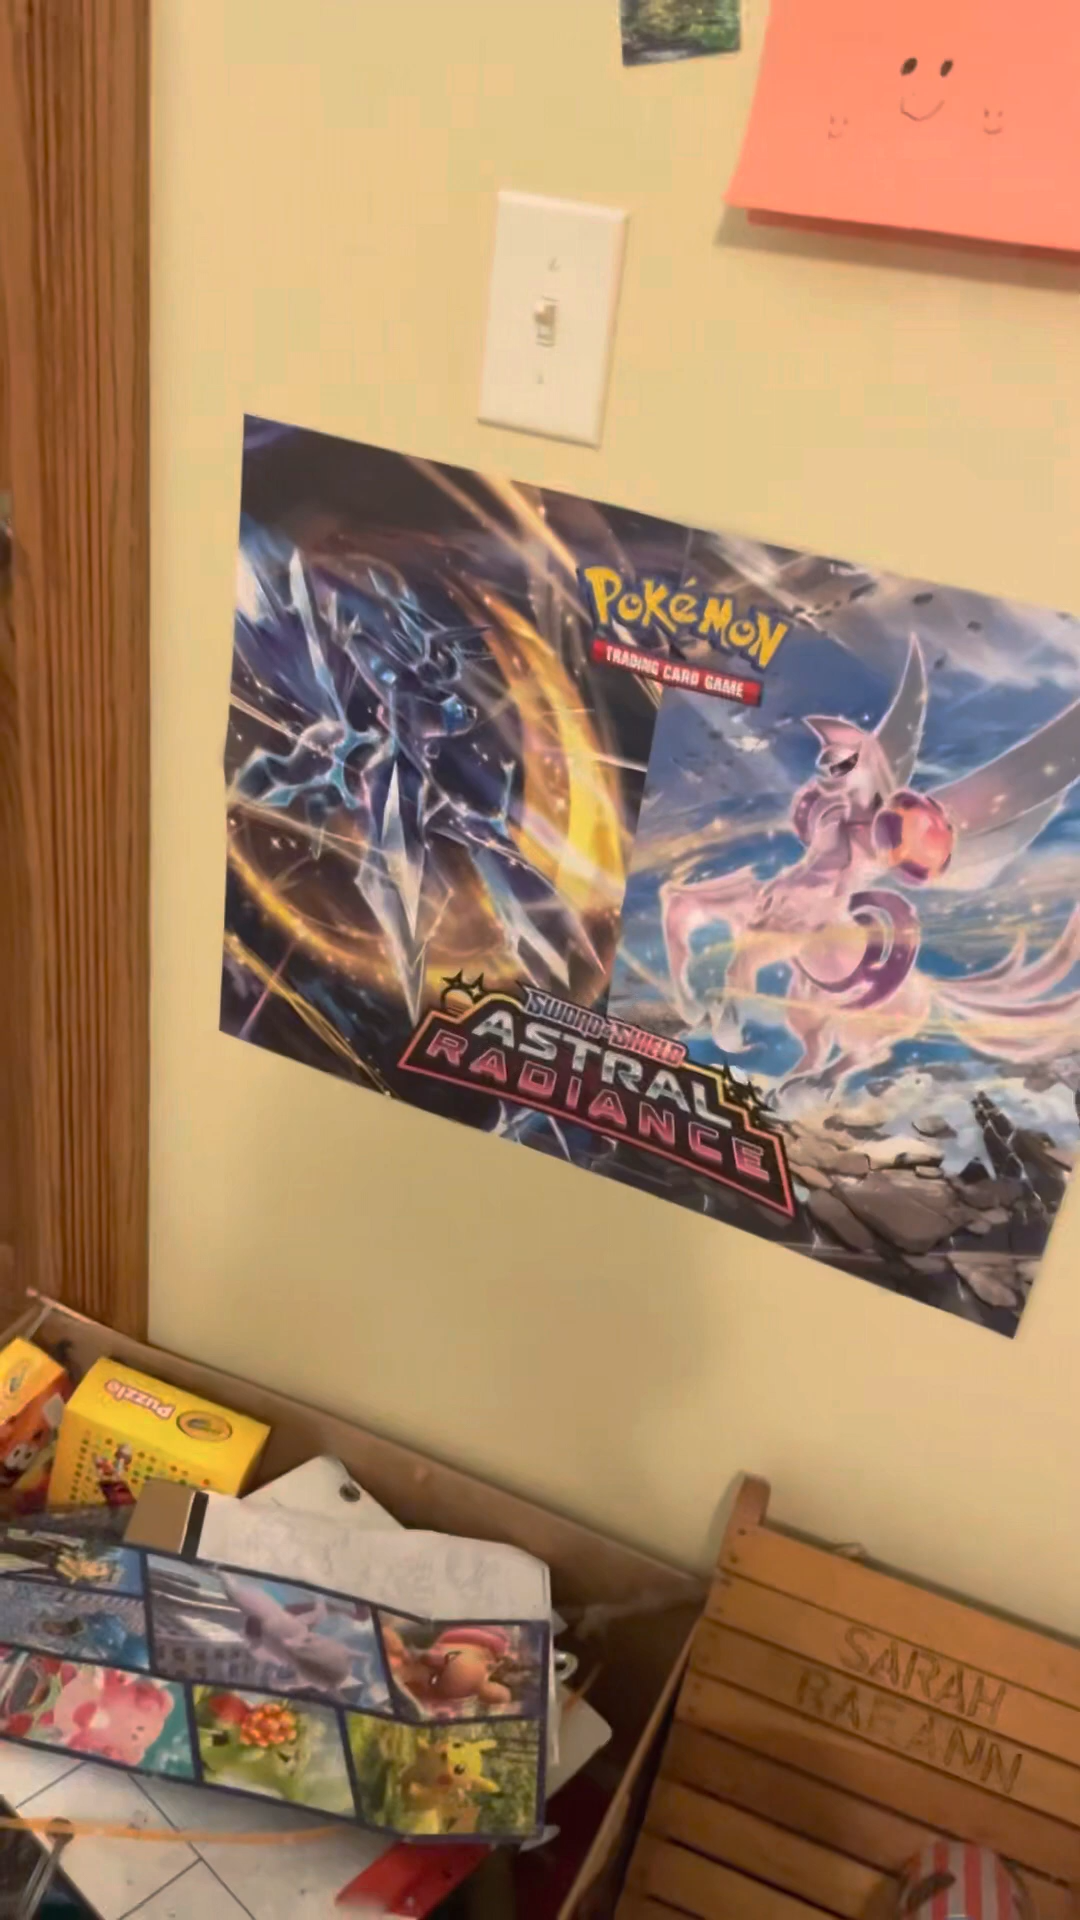 POKéMON
TRADING CARD GAME
SWORD & SHIELD
ASTRAL
RADIANCE
Puzzle
SARAH
RAEANN